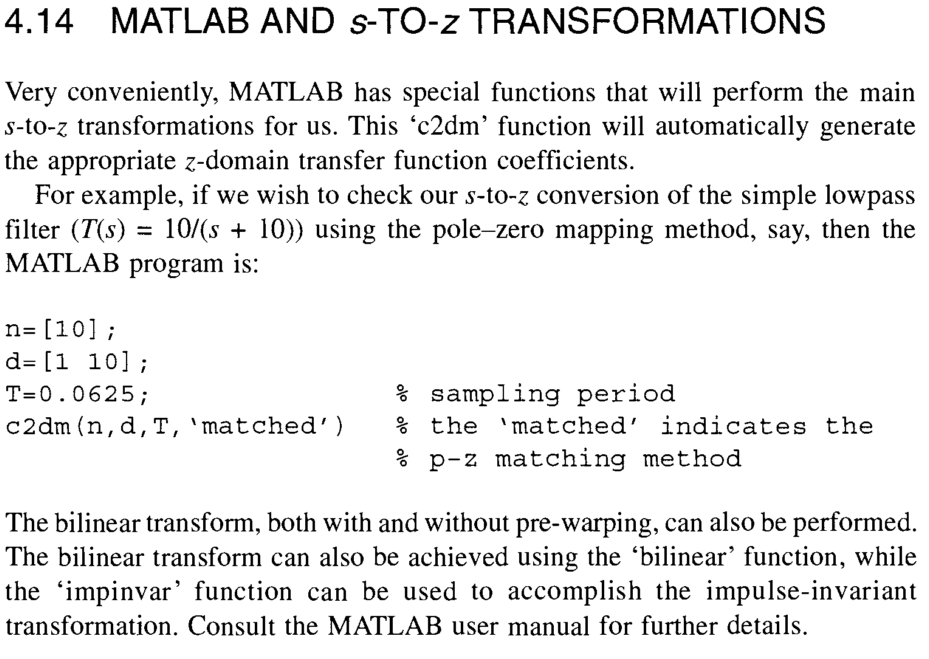 4.14 MATLAB AND s-TO-z TRANSFORMATIONS
Very conveniently, MATLAB has special functions that will perform the main
s-to-z transformations for us. This ‘c2dm’ function will automatically generate
the appropriate z-domain transfer function coefficients.
For example, if we wish to check our s-to-z conversion of the simple lowpass
filter (T(s) = 10/(s + 10)) using the pole–zero mapping method, say, then the
MATLAB program is:
n=[10];
d=[1 10];
T=0.0625; % sampling period
c2dm(n,d,T,‘matched’) % the ‘matched’ indicates the
% p-z matching method
The bilinear transform, both with and without pre-warping, can also be performed.
The bilinear transform can also be achieved using the ‘bilinear’ function, while
the ‘impinvar’ function can be used to accomplish the impulse-invariant
transformation. Consult the MATLAB user manual for further details.